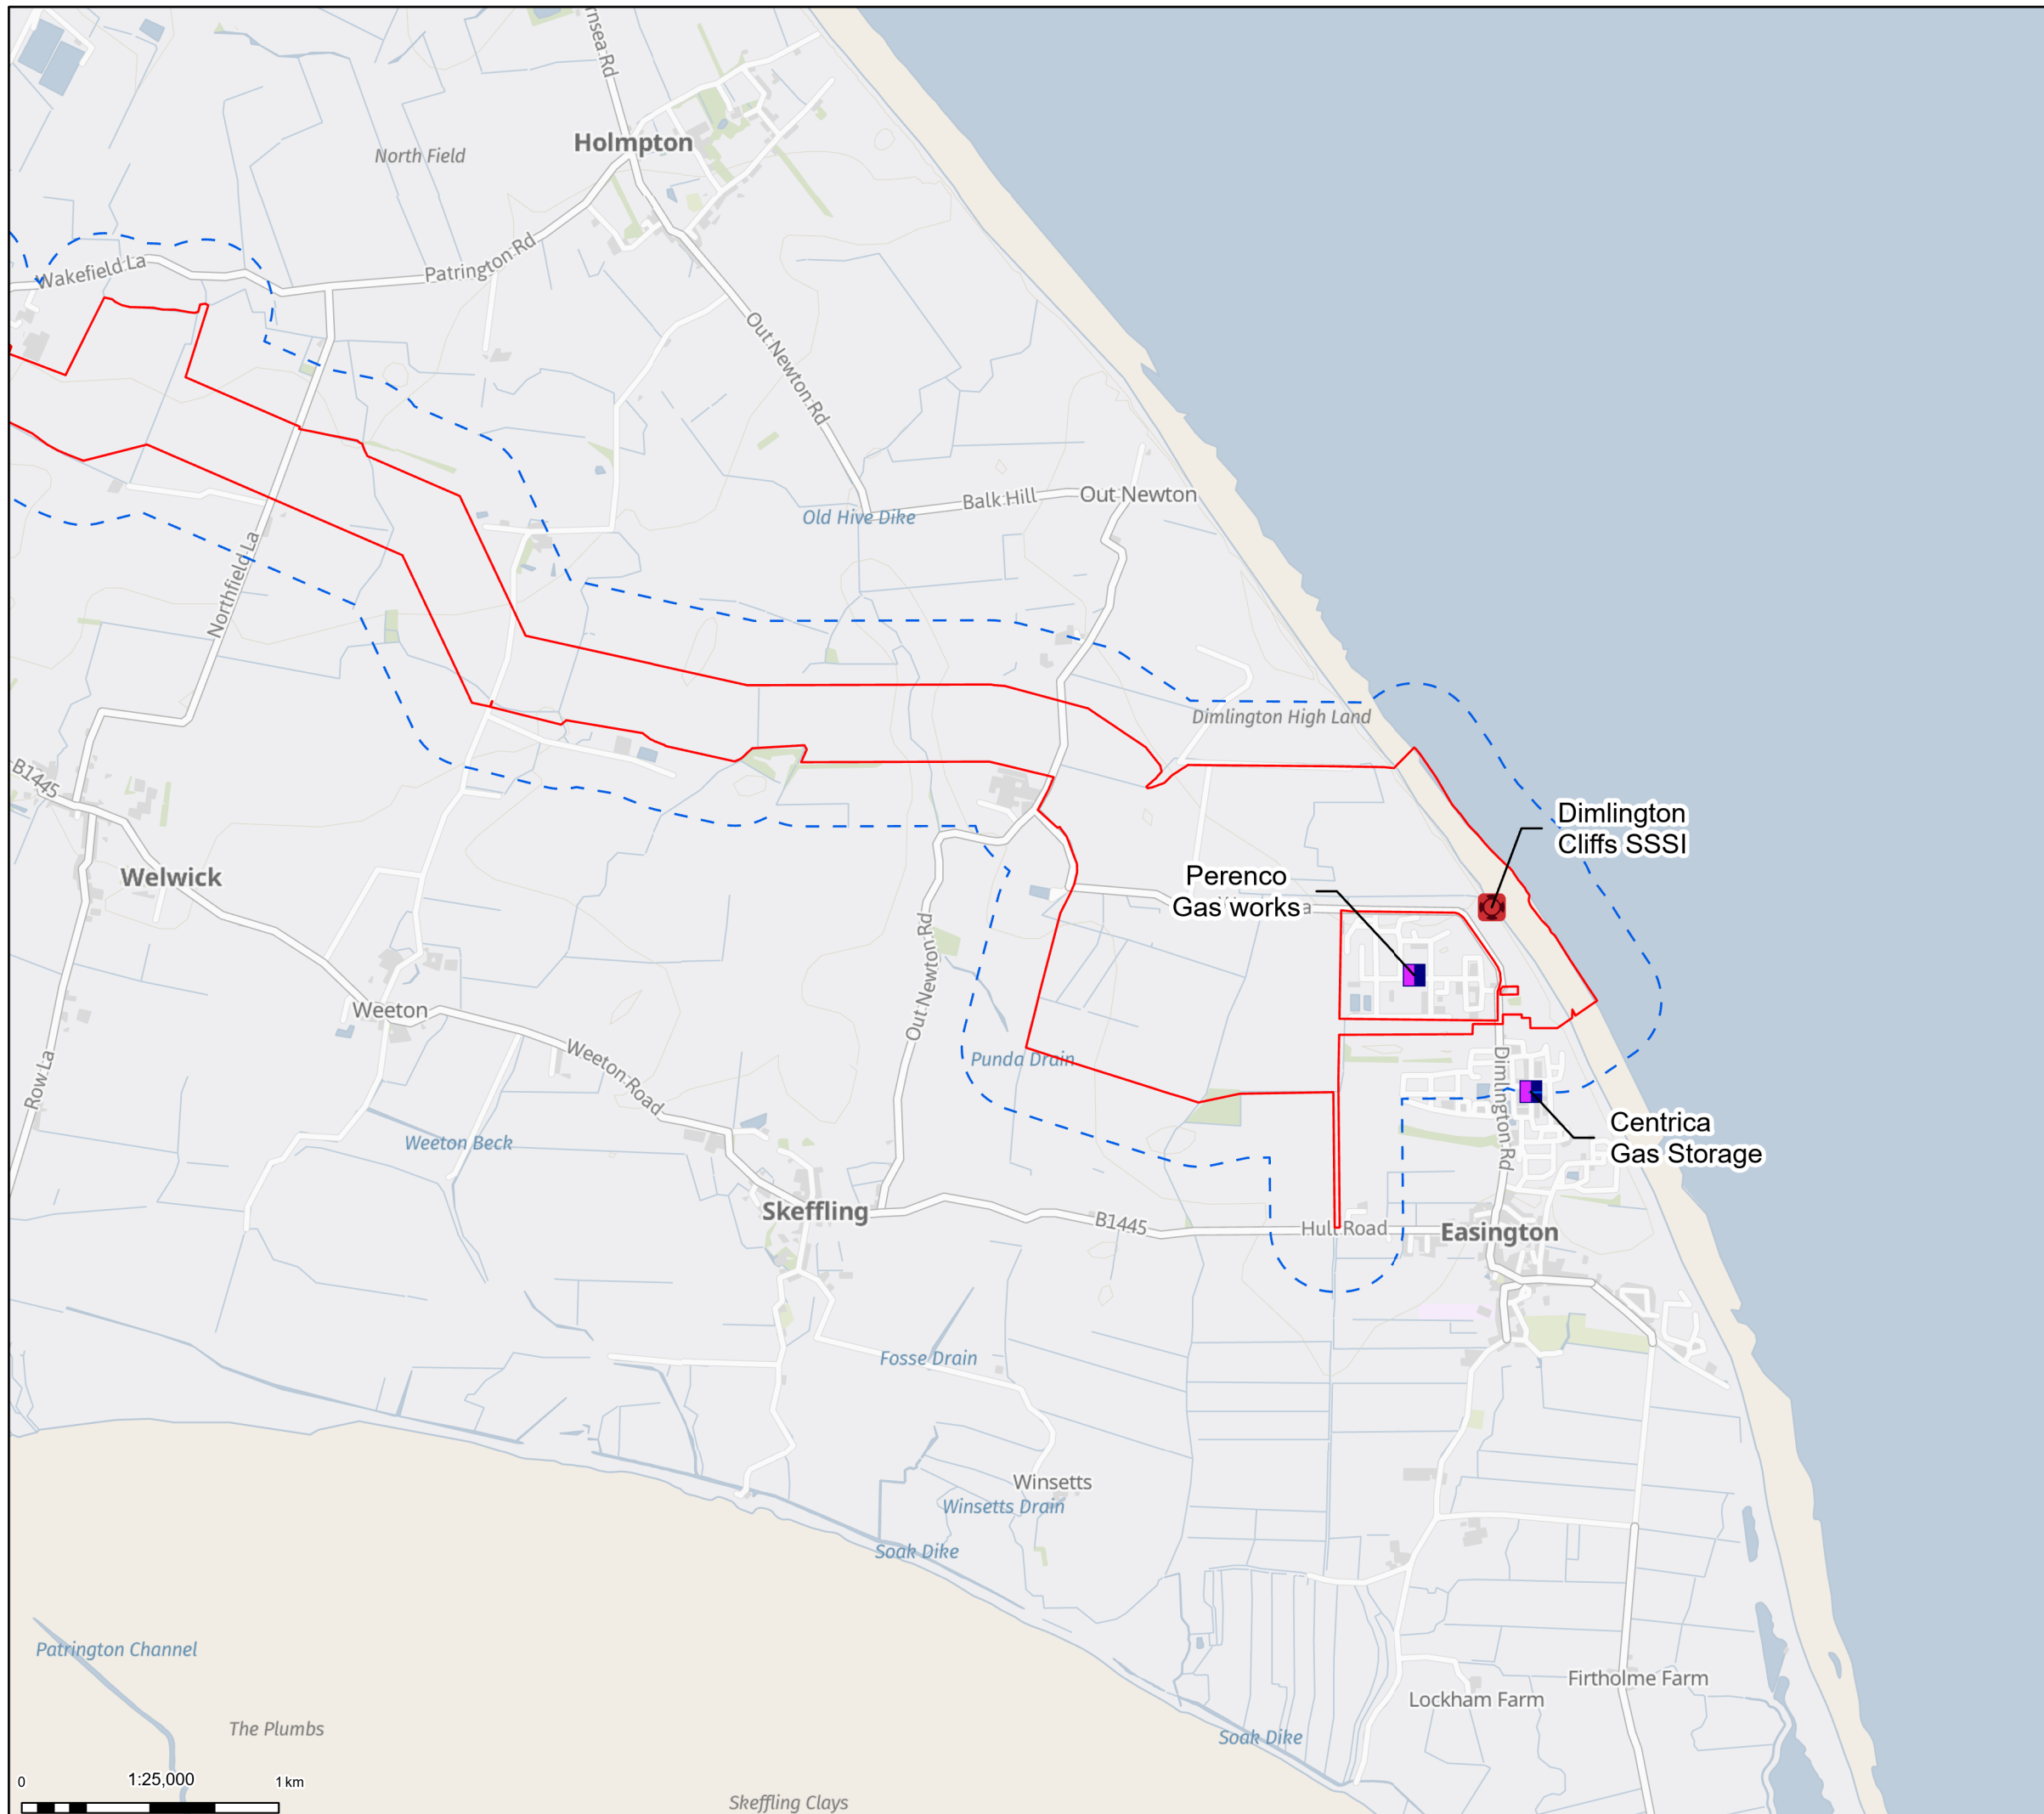 rnsea Rd
Holmpton
North Field
Patrington Rd
Wakefield La
Out Newton Rd
Balk Hill
Out Newton
Old Hive Dike
Northfield La
Dimlington High Land
B1445
Dimlington
Cliffs SSSI
Perenco
Gas works
Welwick
Out Newton Rd
Weeton
Weeton Road
Punda Drain
Row La
Dimlington Rd
Weeton Beck
Centrica
Gas Storage
Skeffling
B1445
Hull Road
Easington
Fosse Drain
Winsetts
Winsetts Drain
Soak Dike
Patrington Channel
Firtholme Farm
Lockham Farm
The Plumbs
Soak Dike
0
1:25,000
1 km
Skeffling Clays